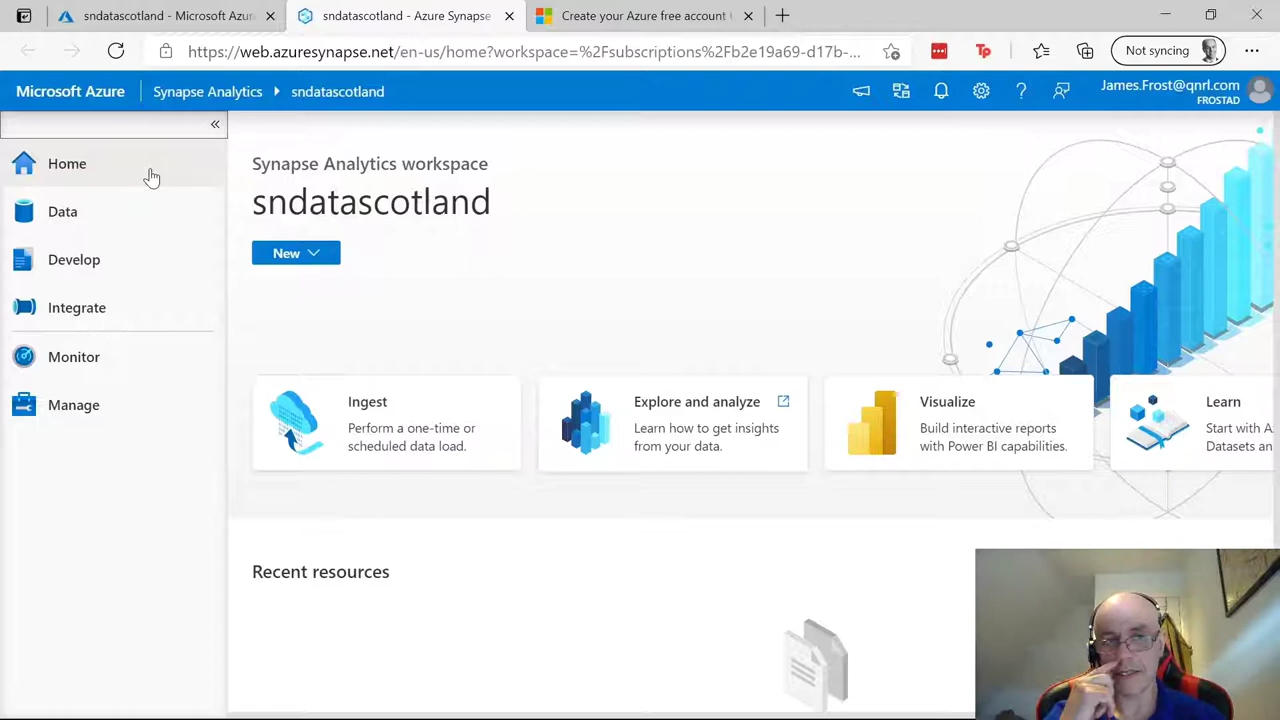 sndatascotland - Microsoft Azur
sndatascotland - Azure Synapse
Create your Azure free account
https://web.azuresynapse.net/en-us/home?workspace=%2Fsubscriptions%2Fb2e19a69-d17b-...
Not syncing
Microsoft Azure
Synapse Analytics
sndatascotland
James.Frost@qnrl.com
FROSTAD
Home
Data
Develop
Integrate
Monitor
Manage
Synapse Analytics workspace
sndatascotland
New
Ingest
Perform a one-time or
scheduled data load.
Explore and analyze
Learn how to get insights
from your data.
Visualize
Build interactive reports
with Power BI capabilities.
Learn
Start with A
Datasets an
Recent resources